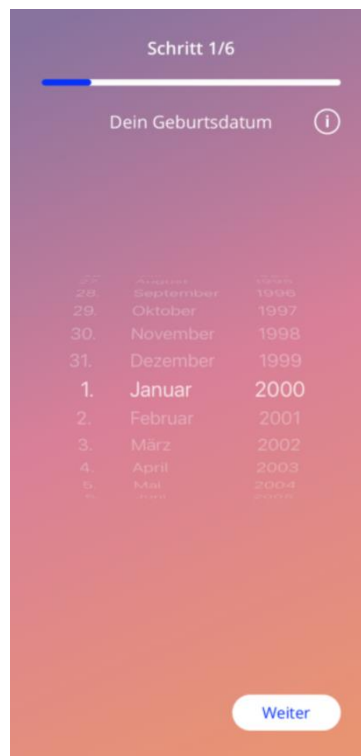 Schritt 1/6
Dein Geburtsdatum
i
28. September 1996
29. Oktober 1997
30. November 1998
31. Dezember 1999
1. Januar 2000
2. Februar 2001
3. März 2002
4. April 2003
5. Mai 2004
Weiter